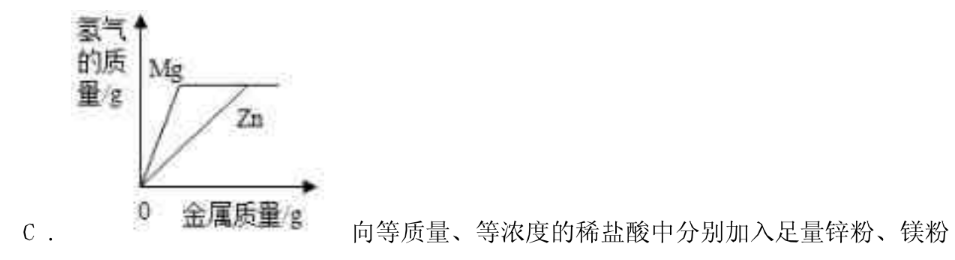 氢气
的质
量/g
Mg
Zn
0
金属质量/g
C . 向等质量、等浓度的稀盐酸中分别加入足量锌粉、镁粉